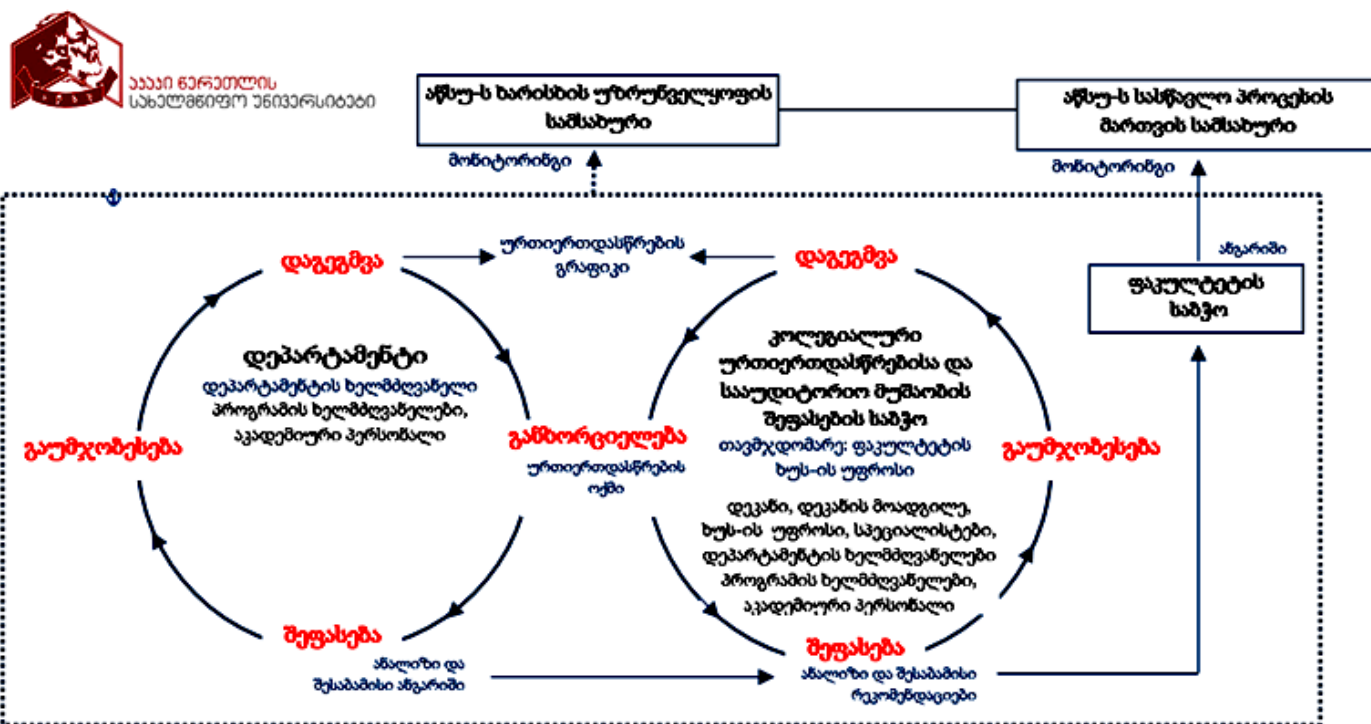 აკაკი წერეთლის
სახელმწიფო უნივერსიტეტი
აწსუ-ს ხარისხის უზრუნველყოფის
სამსახური
აწსუ-ს სასწავლო პროცესის
მართვის სამსახური
მონიტორინგი
მონიტორინგი
დაგეგმვა
ურთიერთდასწრების
გრაფიკი
დაგეგმვა
ანგარიში
ფაკულტეტის
საბჭო
დეპარტამენტი
დეპარტამენტის ხელმძღვანელი
პროგრამის ხელმძღვანელები,
აკადემიური პერსონალი
კოლეგიალური
ურთიერთდასწრებისა და
სააუდიტორიო მუშაობის
შეფასების საბჭო
თავმჯდომარე: ფაკულტეტის
ხუს-ის უფროსი
გაუმჯობესება
განხორციელება
ურთიერთდასწრების
ოქმი
გაუმჯობესება
დეკანი, დეკანის მოადგილე,
ხუს-ის უფროსი, სპეციალისტები,
დეპარტამენტის ხელმძღვანელები
პროგრამის ხელმძღვანელები,
აკადემიური პერსონალი
შეფასება
ანალიზი და
შესაბამისი ანგარიში
შეფასება
ანალიზი და შესაბამისი
რეკომენდაციები